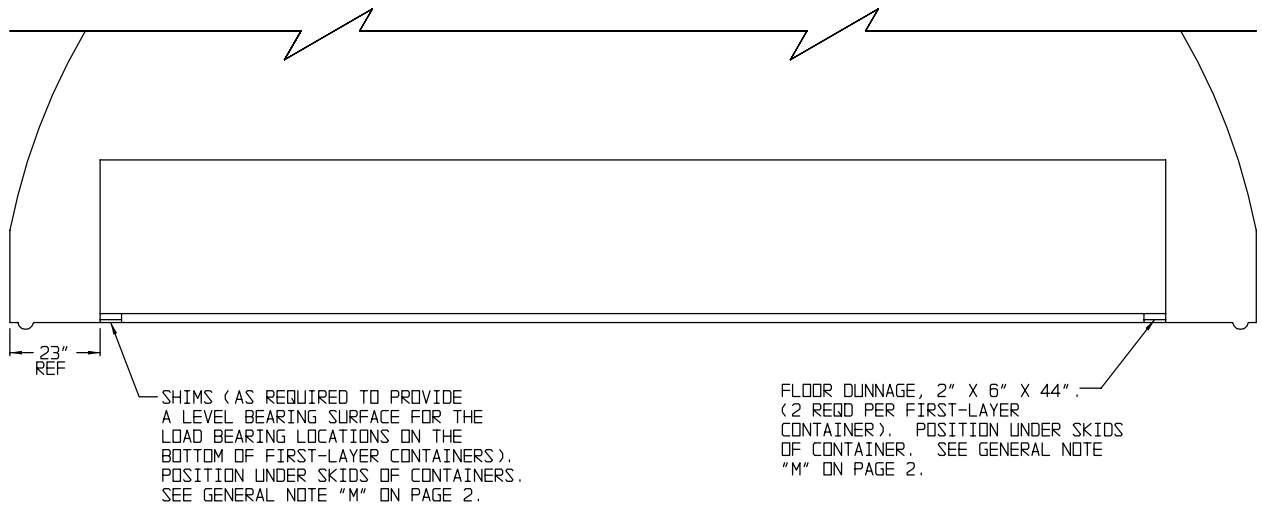 23"
REF
SHIMS (AS REQUIRED TO PROVIDE
A LEVEL BEARING SURFACE FOR THE
LOAD BEARING LOCATIONS ON THE
BOTTOM OF FIRST-LAYER CONTAINERS).
POSITION UNDER SKIDS OF CONTAINERS.
SEE GENERAL NOTE "M" ON PAGE 2.
FLOOR DUNNAGE, 2" X 6" X 44".
(2 REQD PER FIRST-LAYER
CONTAINER). POSITION UNDER SKIDS
OF CONTAINER. SEE GENERAL NOTE
"M" ON PAGE 2.